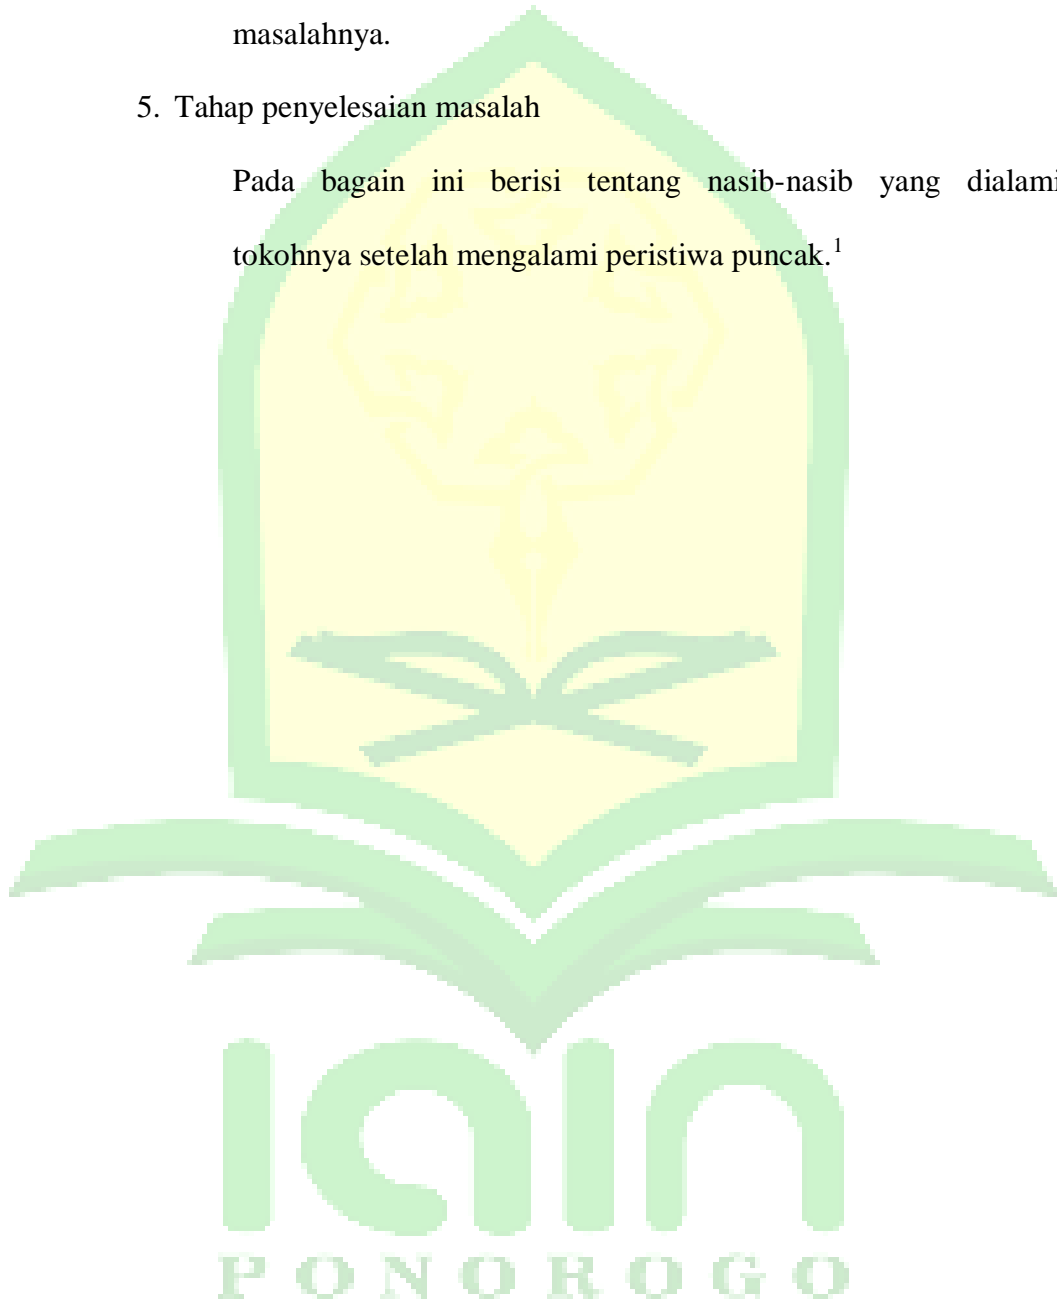 masalahnya.
5. Tahap penyelesaian masalah
Pada bagain ini berisi tentang nasib-nasib yang dialami
tokohnya setelah mengalami peristiwa puncak.¹
iain
PONOROGO